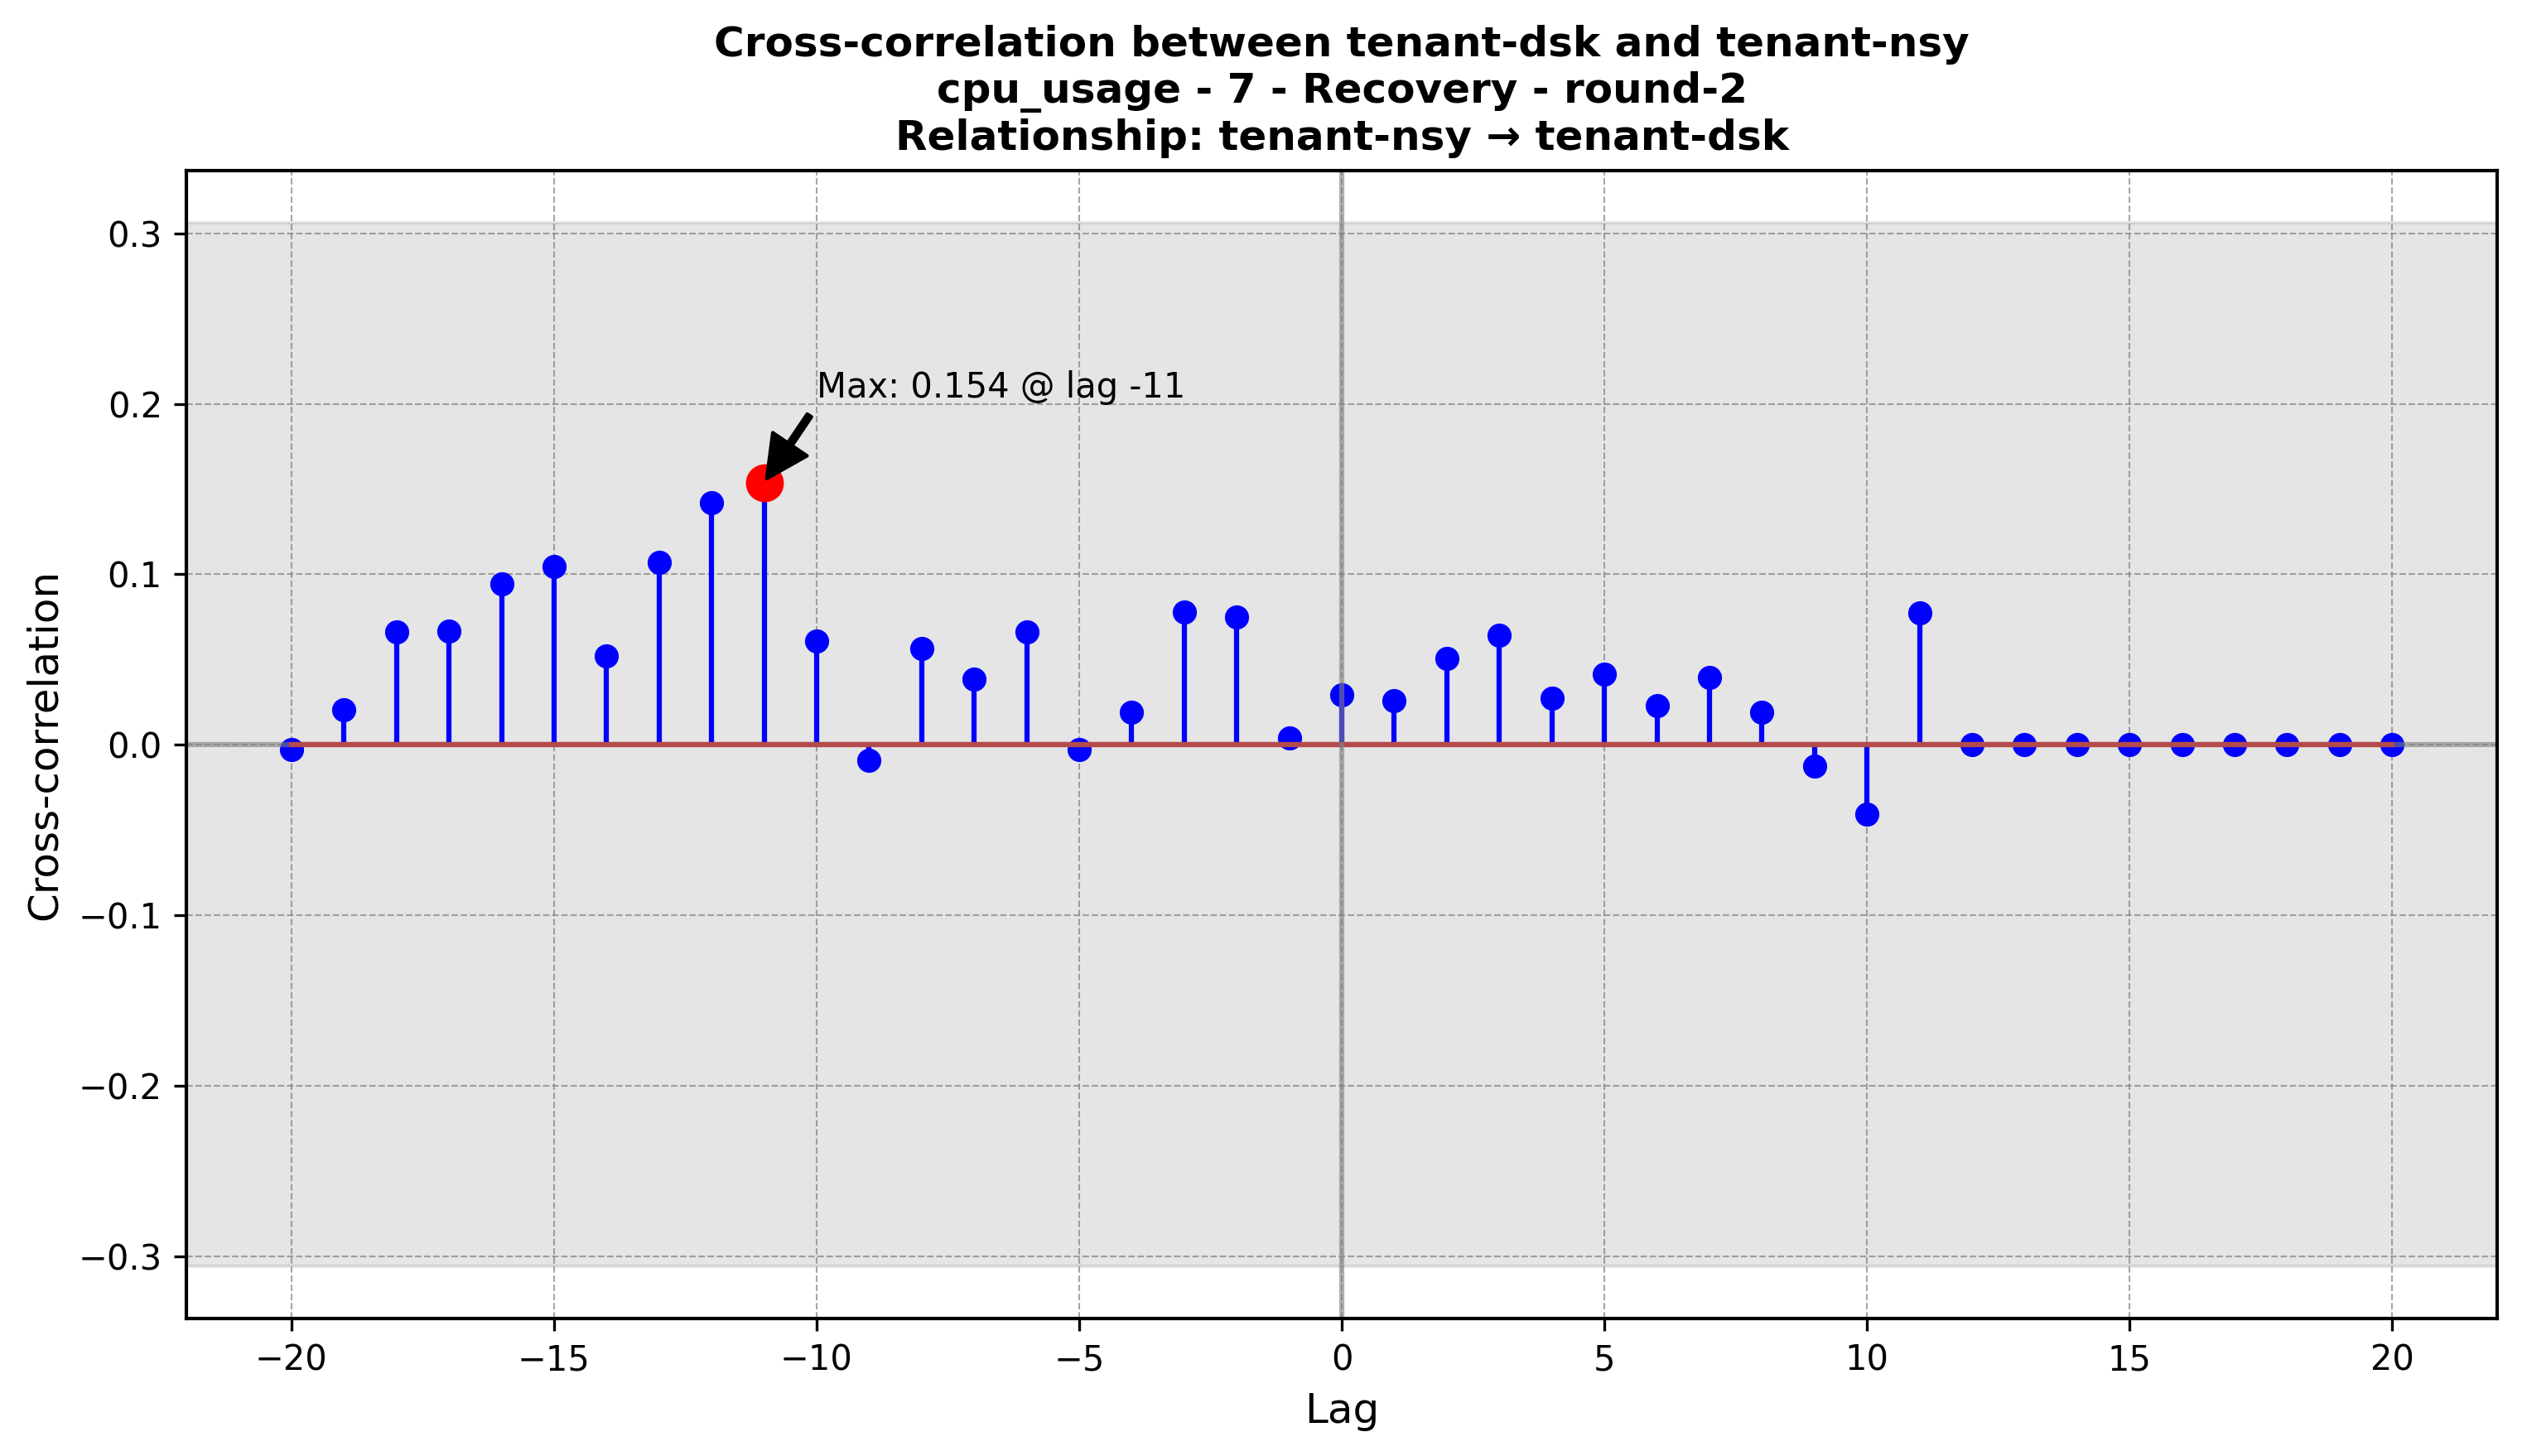 Cross-correlation between tenant-dsk and tenant-nsy
cpu_usage - 7 - Recovery - round-2
Relationship: tenant-nsy → tenant-dsk
0.3
0.2
0.1
0.0
−0.1
−0.2
−0.3
Cross-correlation
Max: 0.154 @ lag -11
−20
−15
−10
−5
0
5
10
15
20
Lag